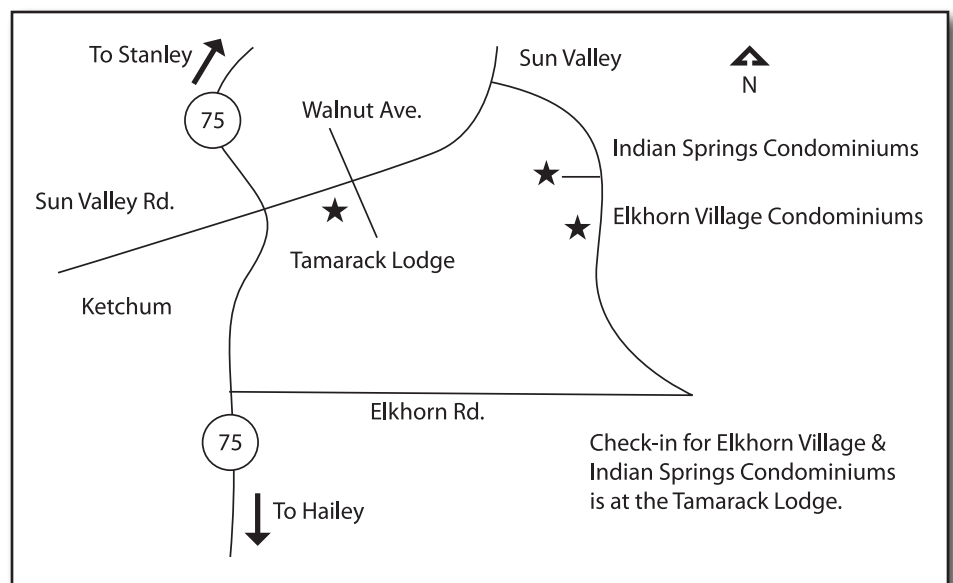 To Stanley
Sun Valley
N
75
Walnut Ave.
Indian Springs Condominiums
Sun Valley Rd.
Elkhorn Village Condominiums
Tamarack Lodge
Ketchum
Elkhorn Rd.
75
Check-in for Elkhorn Village &
Indian Springs Condominiums
is at the Tamarack Lodge.
To Hailey